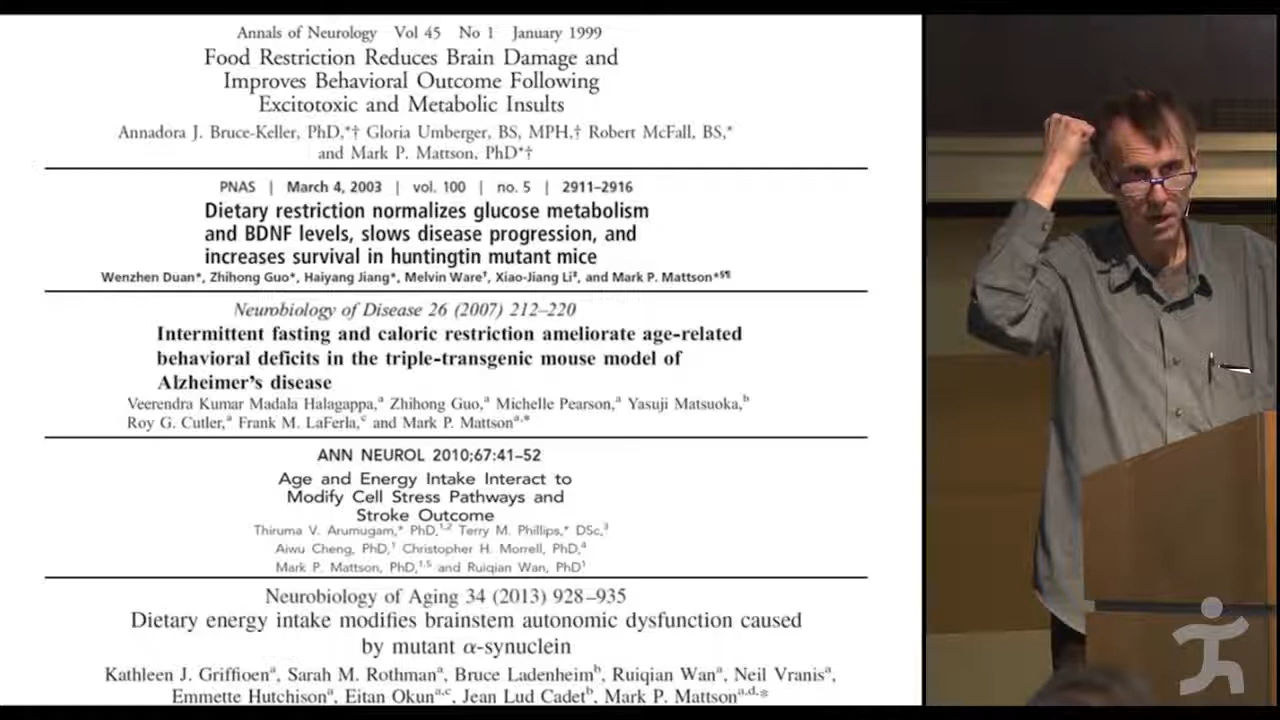 Annals of Neurology Vol 45 No 1 January 1999
Food Restriction Reduces Brain Damage and
Improves Behavioral Outcome Following
Excitotoxic and Metabolic Insults
Annadora J. Bruce-Keller, PhD,*† Gloria Umberger, BS, MPH,† Robert McFall, BS,*
and Mark P. Mattson, PhD*†
PNAS | March 4, 2003 | vol. 100 | no. 5 | 2911–2916
Dietary restriction normalizes glucose metabolism
and BDNF levels, slows disease progression, and
increases survival in huntingtin mutant mice
Wenzhen Duan*, Zhihong Guo*, Haiyang Jiang*, Melvin Ware†, Xiao-Jiang Li‡, and Mark P. Mattson*§¶
Neurobiology of Disease 26 (2007) 212–220
Intermittent fasting and caloric restriction ameliorate age-related
behavioral deficits in the triple-transgenic mouse model of
Alzheimer's disease
Veerendra Kumar Madala Halagappa,a Zhihong Guo,a Michelle Pearson,a Yasuji Matsuoka,b
Roy G. Cutler,a Frank M. LaFerla,c and Mark P. Mattsona,*
ANN NEUROL 2010;67:41–52
Age and Energy Intake Interact to
Modify Cell Stress Pathways and
Stroke Outcome
Thiruma V. Arumugam,* PhD,1,2 Terry M. Phillips,* DSc,3
Aiwu Cheng, PhD,1 Christopher H. Morrell, PhD,4
Mark P. Mattson, PhD,1,5 and Ruiqian Wan, PhD1
Neurobiology of Aging 34 (2013) 928–935
Dietary energy intake modifies brainstem autonomic dysfunction caused
by mutant α-synuclein
Kathleen J. Griffioena, Sarah M. Rothmana, Bruce Ladenheimb, Ruiqian Wana, Neil Vranisa,
Emmette Hutchisona, Eitan Okuna,c, Jean Lud Cadetb, Mark P. Mattsona,d,*